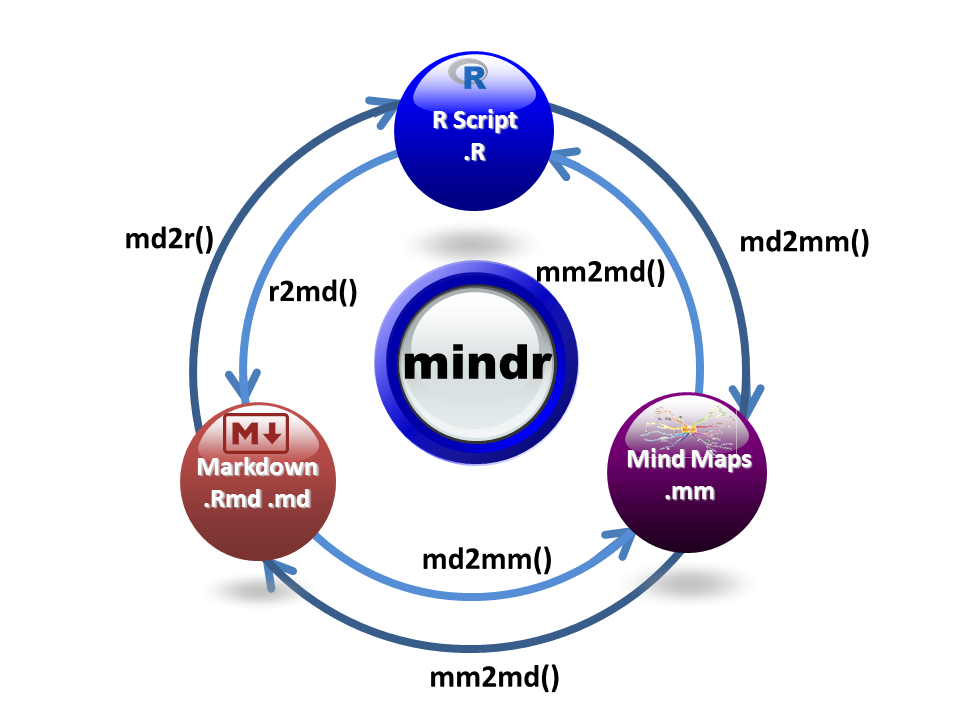 R
R Script
.R
md2r()
md2mm()
r2md()
mm2md()
mindr
M
Markdown
.Rmd .md
Mind Maps
.mm
md2mm()
mm2md()